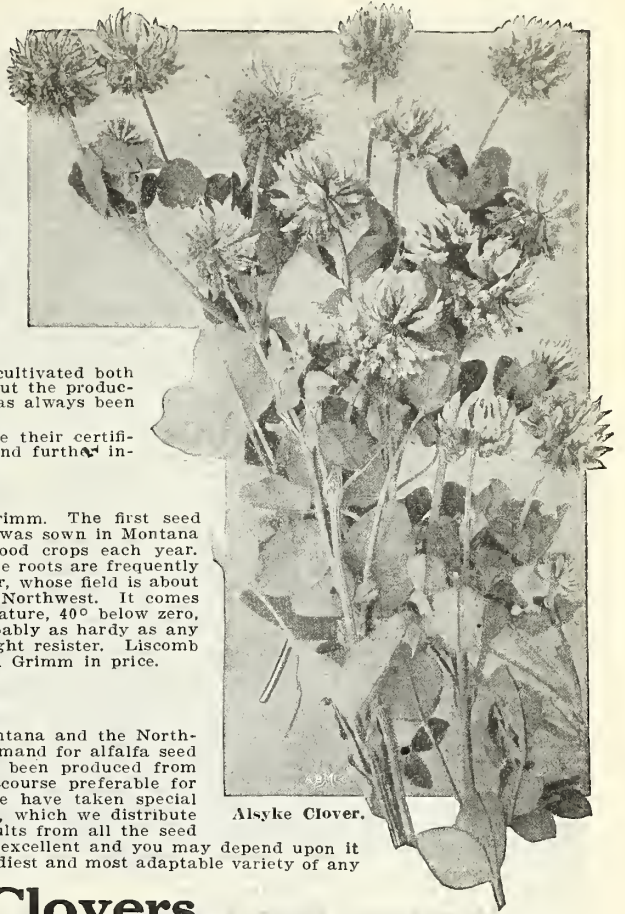 cultivated both
ut the produc-
as always been
e their certifi-
nd further in-
rimm. The first seed
was sown in Montana
ood crops each year.
e roots are frequently
r, whose field is about
Northwest. It comes
ature, 40° below zero,
ably as hardy as any
ght resister. Liscomb
Grimm in price.
ntana and the North-
mand for alfalfa seed
been produced from
course preferable for
e have taken special
, which we distribute
ults from all the seed
Alsyke Clover.
excellent and you may depend upon it
diest and most adaptable variety of any
Clovers